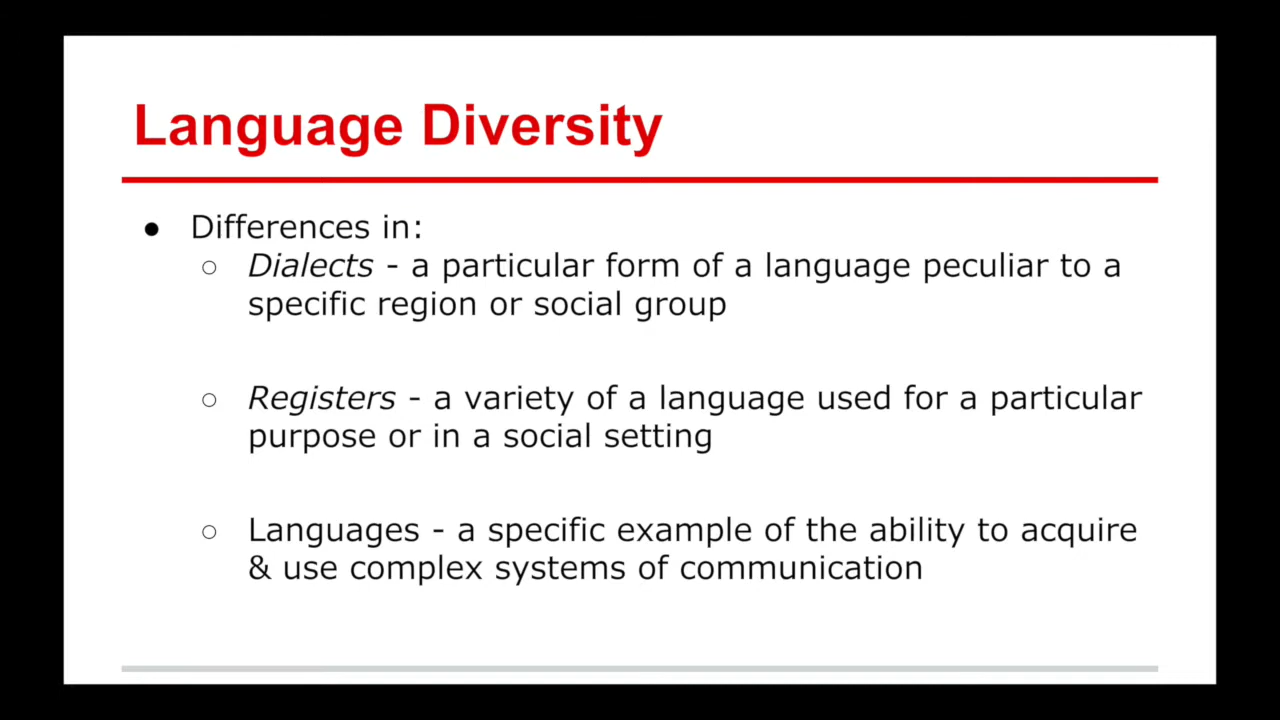 Language Diversity
● Differences in:
○ Dialects - a particular form of a language peculiar to a
specific region or social group
○ Registers - a variety of a language used for a particular
purpose or in a social setting
○ Languages - a specific example of the ability to acquire
& use complex systems of communication